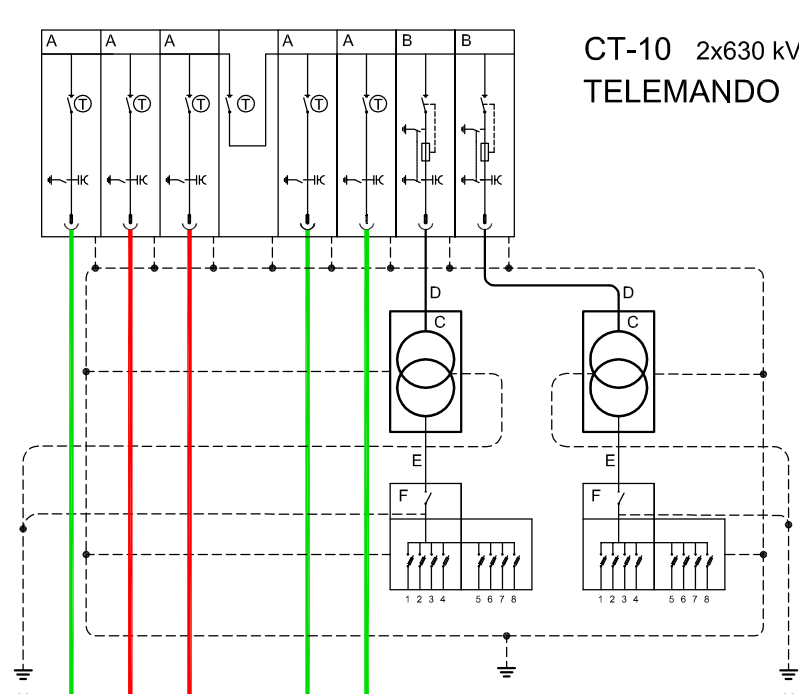 A A A A A B B
CT-10 2x630 kV
TELEMANDO
T T T T T T
D D
C C
E E
F F
1 2 3 4 5 6 7 8 1 2 3 4 5 6 7 8